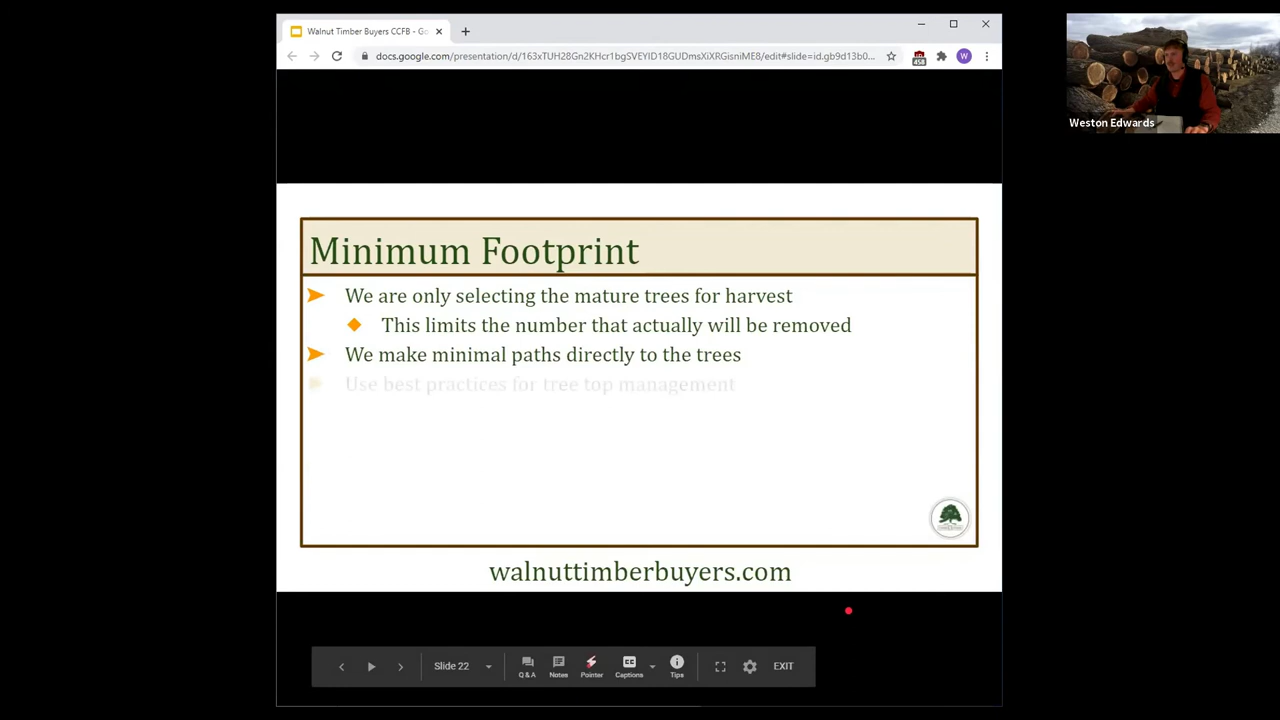 Walnut Timber Buyers CCFB - Go
docs.google.com/presentation/d/163xTUH28Gn2KHcr1bgSVEYID18GUDmsXiXRGisniME8/edit#slide=id.gb9d13b0...
458
W
Weston Edwards
Minimum Footprint
We are only selecting the mature trees for harvest
This limits the number that actually will be removed
We make minimal paths directly to the trees
Use best practices for tree top management
walnuttimberbuyers.com
Slide 22
Q & A
Notes
Pointer
CC
Captions
Tips
EXIT